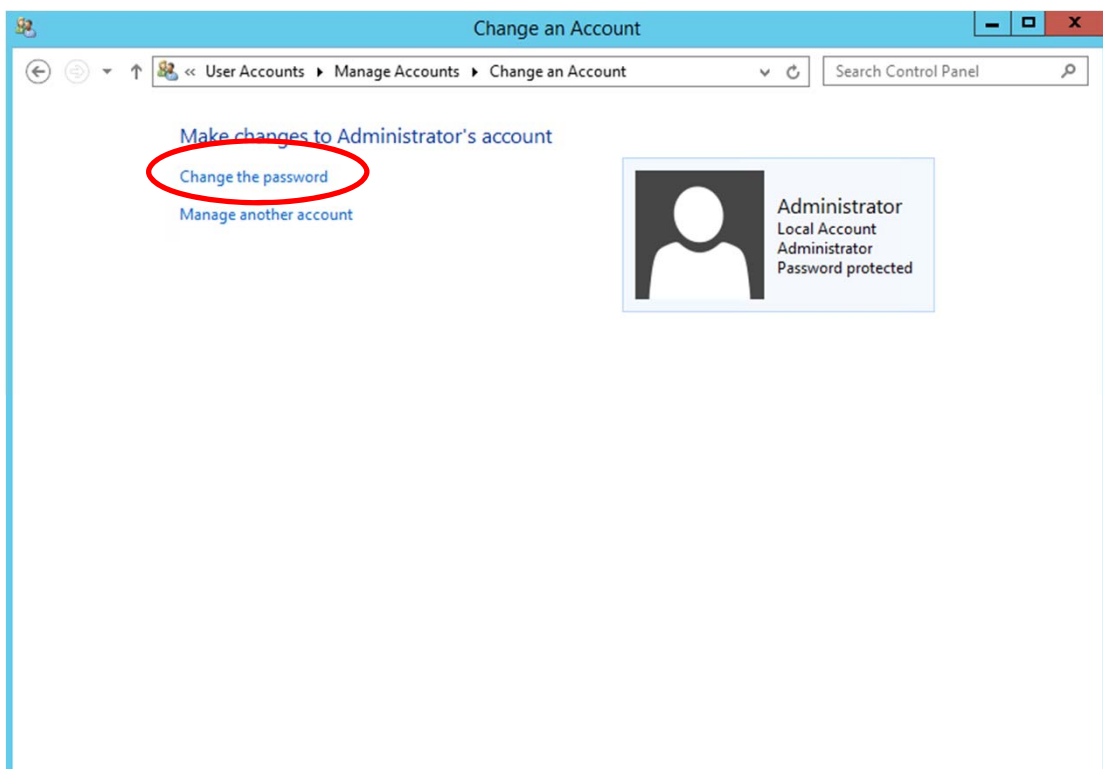 Change an Account
« User Accounts ▸ Manage Accounts ▸ Change an Account
Search Control Panel
Make changes to Administrator's account
Change the password
Manage another account
Administrator
Local Account
Administrator
Password protected